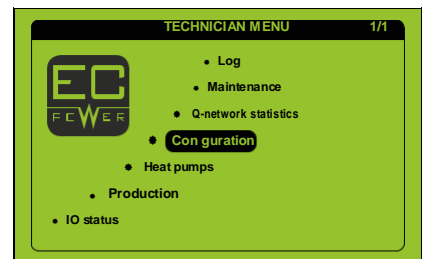 TECHNICIAN MENU 1/1
EC
POWER
Log
Maintenance
Q-network statistics
Con guration
Heat pumps
Production
IO status